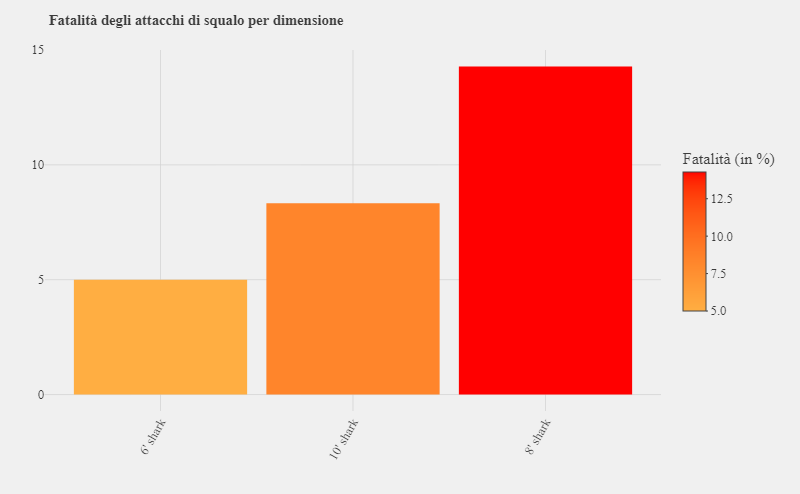 Fatalità degli attacchi di squalo per dimensione
15
10
5
0
6' shark
10' shark
8' shark
Fatalità (in %)
12.5
10.0
7.5
5.0